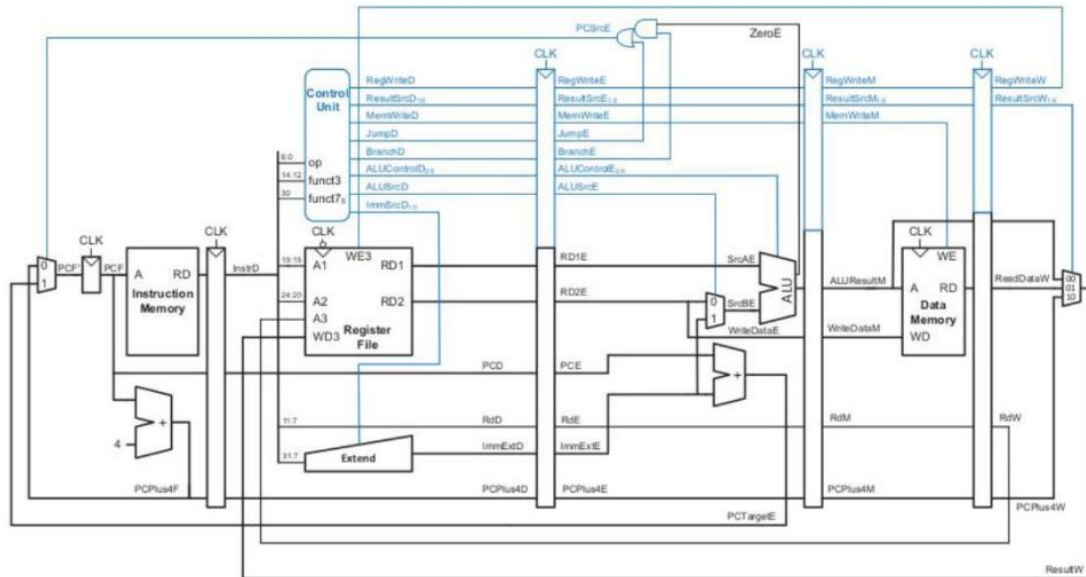 PCSrcE
ZeroE
CLK
CLK
CLK
Control
Unit
RegWriteD
RegWriteE
RegWriteM
RegWriteW
ResultSrcD1:0
ResultSrcE1:0
ResultSrcM1:0
ResultSrcW1:0
MemWriteD
MemWriteE
MemWriteM
JumpD
JumpE
BranchD
BranchE
6:0
op
14:12
funct3
30
funct75
ALUControlD2:0
ALUControlE2:0
ALUSrcD
ALUSrcE
ImmSrcD1:0
CLK
CLK
CLK
CLK
0
1
PCF'
PCF
A
RD
Instruction
Memory
InstrD
19:15
A1
WE3
RD1
24:20
A2
RD2
A3
WD3
Register
File
RD1E
RD2E
SrcAE
0
1
SrcBE
ALU
WriteDataE
ALUResultM
WriteDataM
WE
A
RD
Data
Memory
WD
ReadDataW
00
01
10
PCD
PCE
+
4
+
11:7
RdD
RdE
RdM
RdW
31:7
Extend
ImmExtD
ImmExtE
PCPlus4F
PCPlus4D
PCPlus4E
PCPlus4M
PCPlus4W
PCTargetE
ResultW